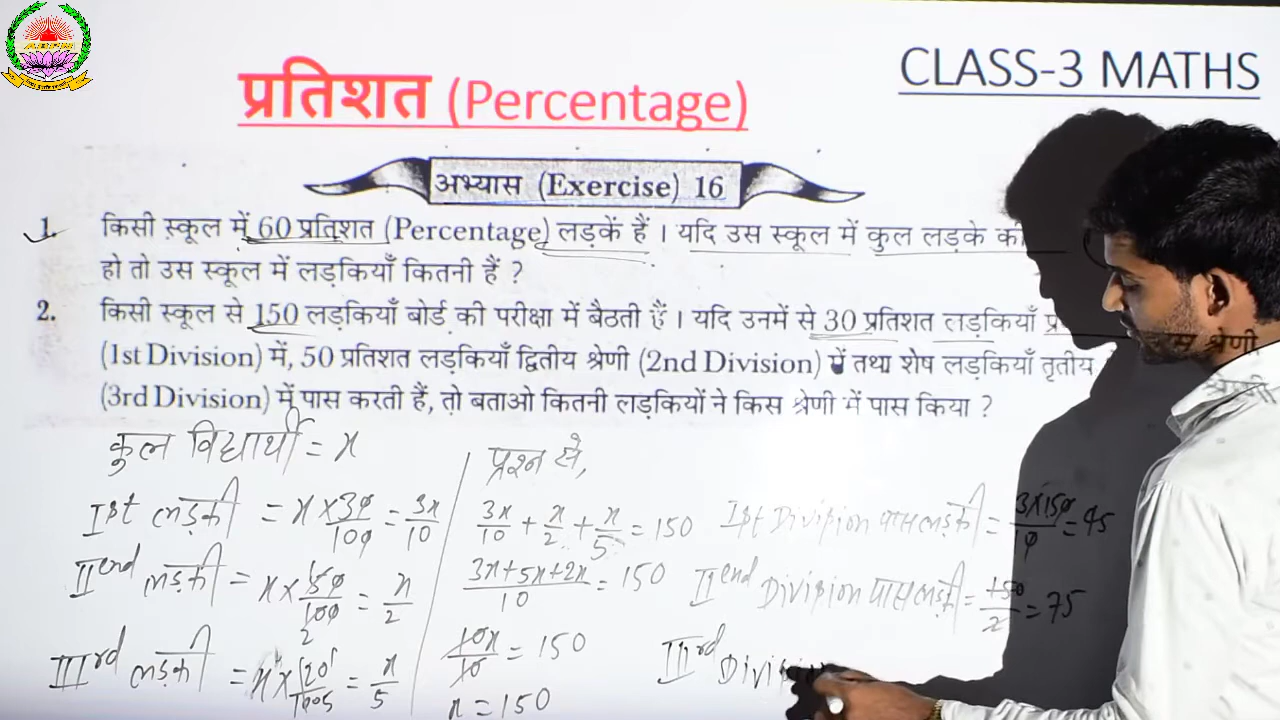 CLASS-3 MATHS
प्रतिशत (Percentage)
अभ्यास (Exercise) 16
1. किसी स्कूल में 60 प्रतिशत (Percentage) लड़कें हैं । यदि उस स्कूल में कुल लड़के की
हो तो उस स्कूल में लड़कियाँ कितनी हैं ?
2. किसी स्कूल से 150 लड़कियाँ बोर्ड की परीक्षा में बैठती हैं । यदि उनमें से 30 प्रतिशत लड़कियाँ
(1st Division) में, 50 प्रतिशत लड़कियाँ द्वितीय श्रेणी (2nd Division) में तथा शेष लड़कियाँ तृतीय श्रेणी
(3rd Division) में पास करती हैं, तो बताओ कितनी लड़कियों ने किस श्रेणी में पास किया ?
कुल विद्यार्थी = x
Ist लड़की = x × 30/100 = 3x/10
IInd लड़की = x × 50/100 = x/2
IIIrd लड़की = x × 20/100 = x/5
प्रश्न से,
3x/10 + x/2 + x/5 = 150
3x+5x+2x/10 = 150
10x/10 = 150
x = 150
Ist Division पास लड़की = 3×150/10 = 45
IInd Division पास लड़की = 150/2 = 75
IIIrd Division